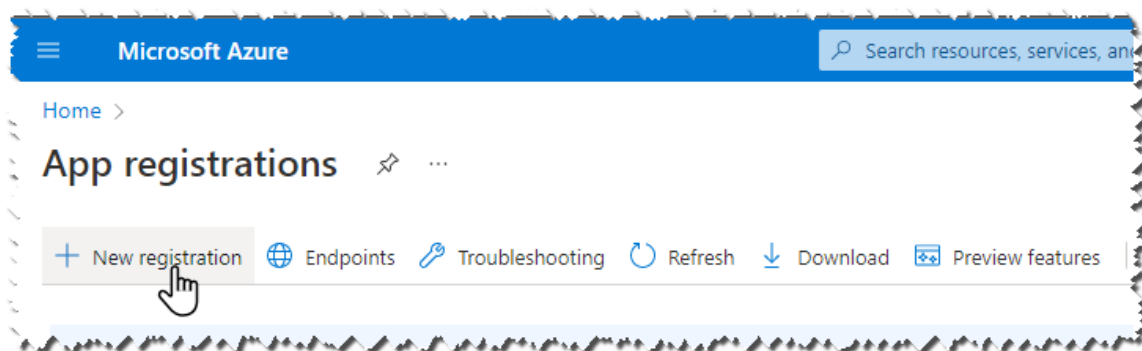 Microsoft Azure
Search resources, services, and
Home >
App registrations
New registration Endpoints Troubleshooting Refresh Download Preview features